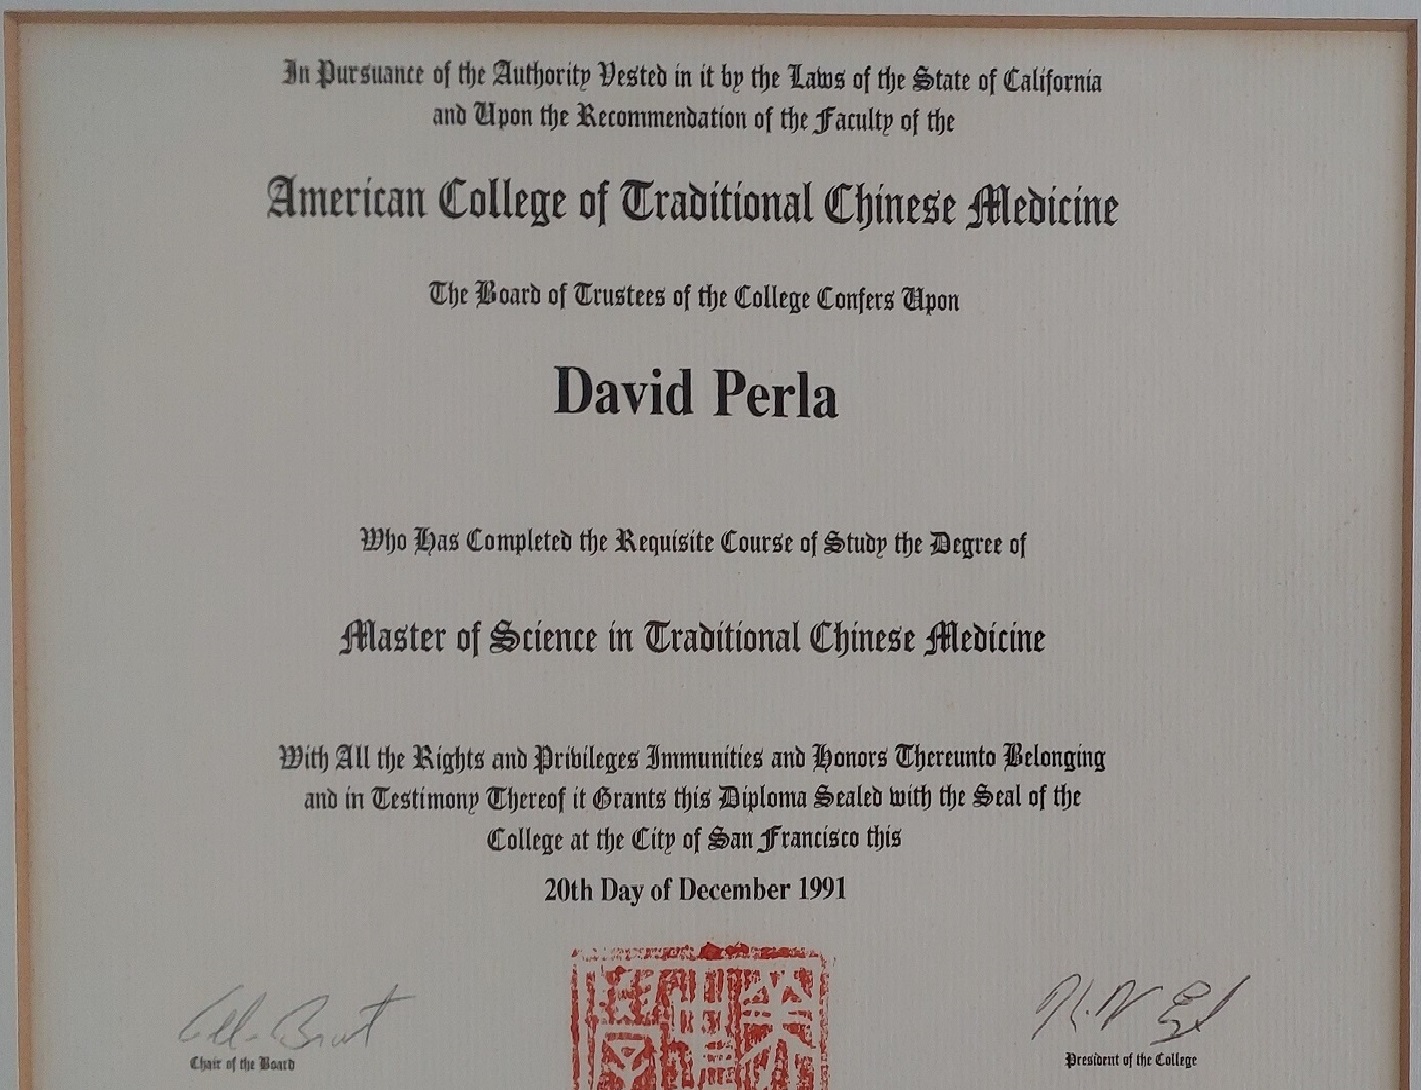 In Pursuance of the Authority Vested in it by the Laws of the State of California
and Upon the Recommendation of the Faculty of the
American College of Traditional Chinese Medicine
The Board of Trustees of the College Confers Upon
David Perla
Who Has Completed the Requisite Course of Study the Degree of
Master of Science in Traditional Chinese Medicine
With All the Rights and Privileges Immunities and Honors Thereunto Belonging
and in Testimony Thereof it Grants this Diploma Sealed with the Seal of the
College at the City of San Francisco this
20th Day of December 1991
Chair of the Board
President of the College